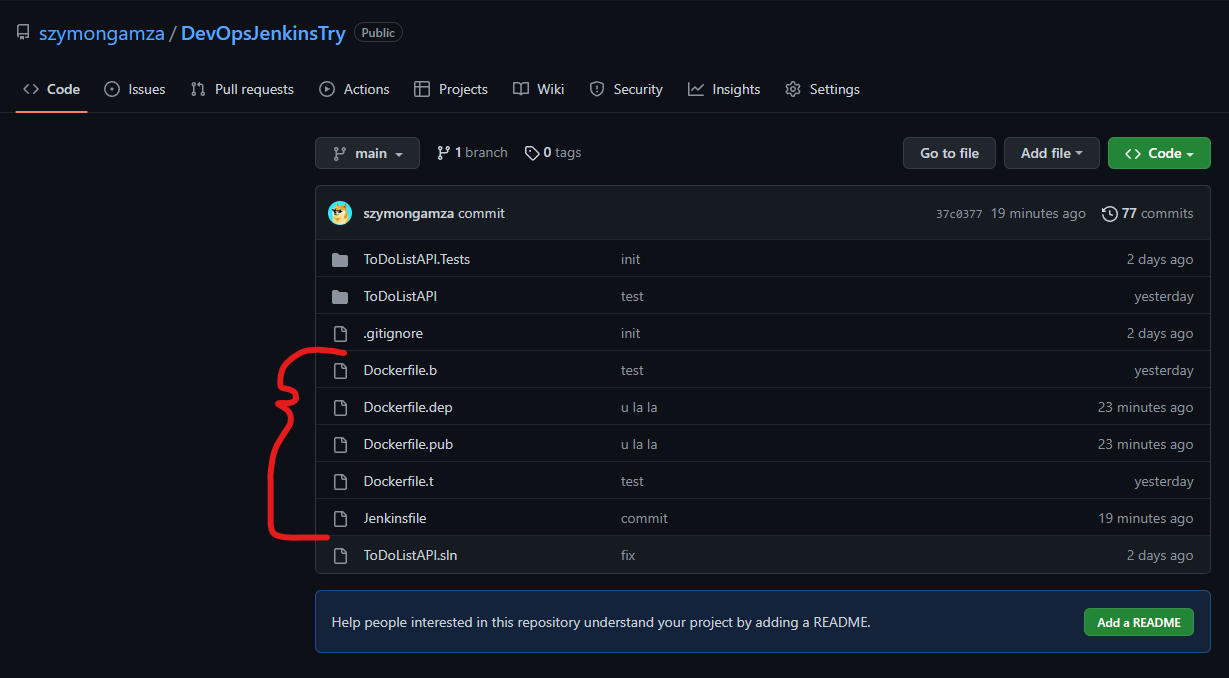 szymongamza / DevOpsJenkinsTry Public
Code Issues Pull requests Actions Projects Wiki Security Insights Settings
main 1 branch 0 tags Go to file Add file Code
szymongamza commit 37c0377 19 minutes ago 77 commits
ToDoListAPI.Tests init 2 days ago
ToDoListAPI test yesterday
.gitignore init 2 days ago
Dockerfile.b test yesterday
Dockerfile.dep u la la 23 minutes ago
Dockerfile.pub u la la 23 minutes ago
Dockerfile.t test yesterday
Jenkinsfile commit 19 minutes ago
ToDoListAPI.sln fix 2 days ago
Help people interested in this repository understand your project by adding a README. Add a README